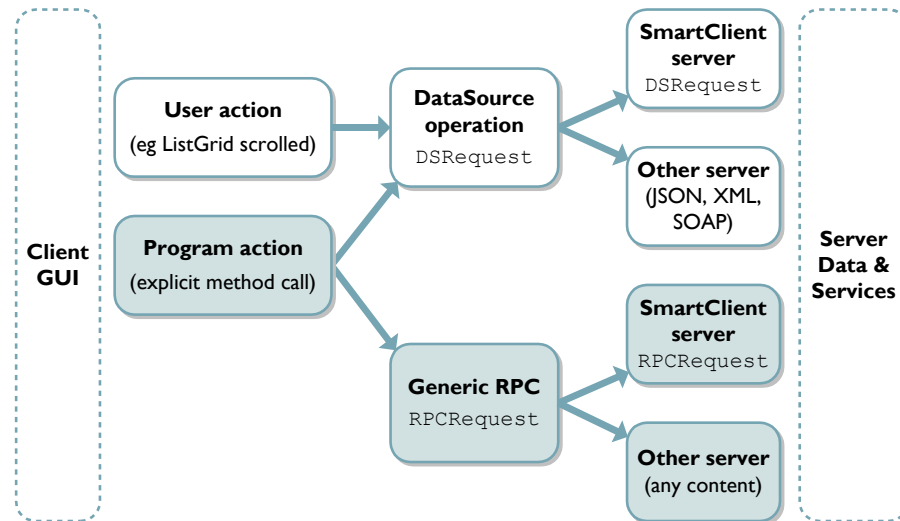 Client
GUI
User action
(eg ListGrid scrolled)
Program action
(explicit method call)
DataSource
operation
DSRequest
Generic RPC
RPCRequest
SmartClient
server
DSRequest
Other server
(JSON, XML,
SOAP)
SmartClient
server
RPCRequest
Other server
(any content)
Server
Data &
Services